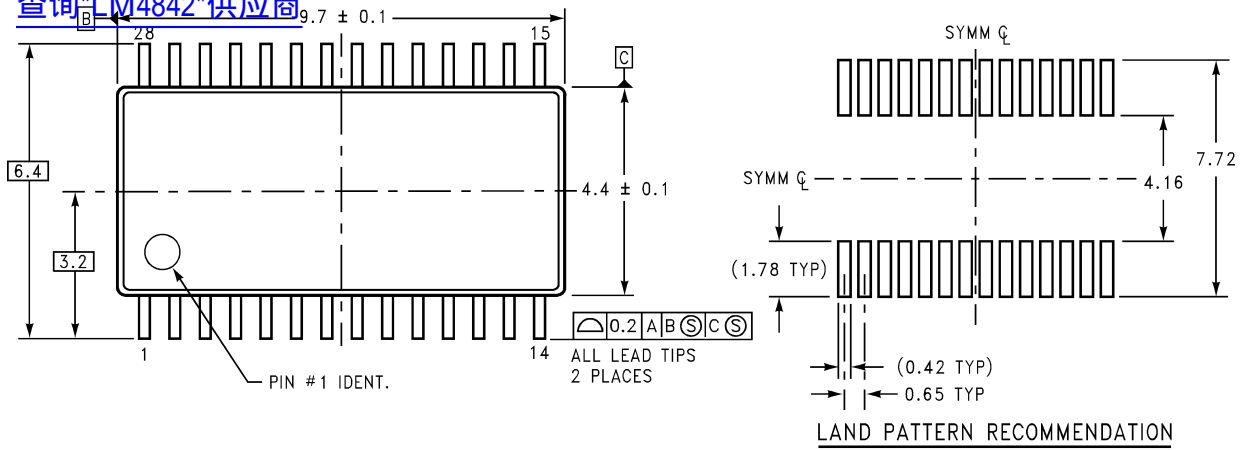 查询"LM4842"供应商
B
9.7 ± 0.1
28
15
C
6.4
4.4 ± 0.1
3.2
0.2 A B Ⓢ C Ⓢ
1
14
ALL LEAD TIPS
2 PLACES
PIN #1 IDENT.
SYMM ℄
7.72
SYMM ℄
4.16
(1.78 TYP)
(0.42 TYP)
0.65 TYP
LAND PATTERN RECOMMENDATION